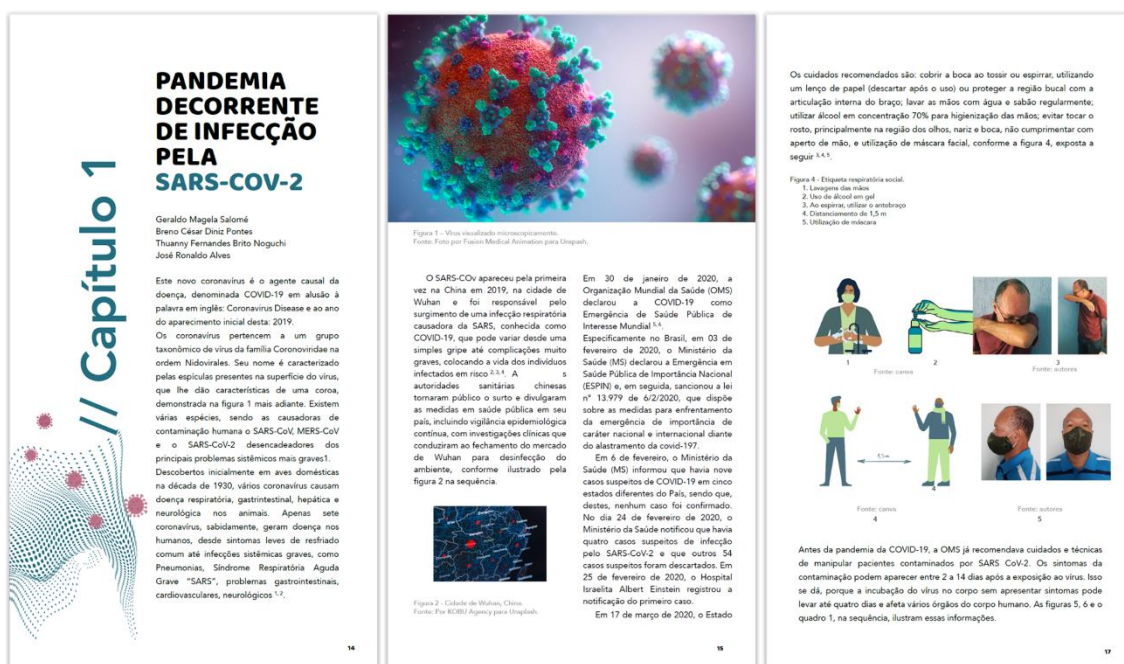 // Capítulo 1
PANDEMIA
DECORRENTE
DE INFECÇÃO
PELA
SARS-COV-2
Geraldo Magela Salomé
Breno César Diniz Pontes
Thuanny Fernandes Brito Noguchi
José Ronaldo Alves
Este novo coronavírus é o agente causal da
doença, denominada COVID-19 em alusão à
palavra em inglês: Coronavirus Disease e ao ano
do aparecimento inicial desta: 2019.
Os coronavírus pertencem a um grupo
taxonômico de vírus da família Coronoviridae na
ordem Nidovirales. Seu nome é caracterizado
pelas espículas presentes na superfície do vírus,
que lhe dão características de uma coroa,
demonstrada na figura 1 mais adiante. Existem
várias espécies, sendo as causadoras de
contaminação humana o SARS-CoV, MERS-CoV
e o SARS-CoV-2 desencadeadores dos
principais problemas sistêmicos mais graves1.
Descobertos inicialmente em aves domésticas
na década de 1930, vários coronavírus causam
doença respiratória, gastrintestinal, hepática e
neurológica nos animais. Apenas sete
coronavírus, sabidamente, geram doença nos
humanos, desde sintomas leves de resfriado
comum até infecções sistêmicas graves, como
Pneumonias, Síndrome Respiratória Aguda
Grave "SARS", problemas gastrointestinais,
cardiovasculares, neurológicos 1,2.
14
Figura 1 - Vírus visualizado microscopicamente.
Fonte: Foto por Fusion Medical Animation para Unspash.
O SARS-COv apareceu pela primeira
vez na China em 2019, na cidade de
Wuhan e foi responsável pelo
surgimento de uma infecção respiratória
causadora da SARS, conhecida como
COVID-19, que pode variar desde uma
simples gripe até complicações muito
graves, colocando a vida dos indivíduos
infectados em risco 2,3,4. A s
autoridades sanitárias chinesas
tornaram público o surto e divulgaram
as medidas em saúde pública em seu
país, incluindo vigilância epidemiológica
contínua, com investigações clínicas que
conduziram ao fechamento do mercado
de Wuhan para desinfecção do
ambiente, conforme ilustrado pela
figura 2 na sequência.
Figura 2 - Cidade de Wuhan, China.
Fonte: Por KOBU Agency para Unsplash.
Em 30 de janeiro de 2020, a
Organização Mundial da Saúde (OMS)
declarou a COVID-19 como
Emergência de Saúde Pública de
Interesse Mundial 5,6.
Especificamente no Brasil, em 03 de
fevereiro de 2020, o Ministério da
Saúde (MS) declarou a Emergência em
Saúde Pública de Importância Nacional
(ESPIN) e, em seguida, sancionou a lei
n° 13.979 de 6/2/2020, que dispõe
sobre as medidas para enfrentamento
da emergência de importância de
caráter nacional e internacional diante
do alastramento da covid-197.
Em 6 de fevereiro, o Ministério da
Saúde (MS) informou que havia nove
casos suspeitos de COVID-19 em cinco
estados diferentes do País, sendo que,
destes, nenhum caso foi confirmado.
No dia 24 de fevereiro de 2020, o
Ministério da Saúde notificou que havia
quatro casos suspeitos de infecção
pelo SARS-CoV-2 e que outros 54
casos suspeitos foram descartados. Em
25 de fevereiro de 2020, o Hospital
Israelita Albert Einstein registrou a
notificação do primeiro caso.
Em 17 de março de 2020, o Estado
15
Os cuidados recomendados são: cobrir a boca ao tossir ou espirrar, utilizando
um lenço de papel (descartar após o uso) ou proteger a região bucal com a
articulação interna do braço; lavar as mãos com água e sabão regularmente;
utilizar álcool em concentração 70% para higienização das mãos; evitar tocar o
rosto, principalmente na região dos olhos, nariz e boca, não cumprimentar com
aperto de mão, e utilização de máscara facial, conforme a figura 4, exposta a
seguir 3,4,5.
Figura 4 - Etiqueta respiratória social.
1. Lavagens das mãos
2. Uso de álcool em gel
3. Ao espirrar, utilizar o antebraço
4. Distanciamento de 1,5 m
5. Utilização de máscara
1
2
3
Fonte: canva
Fonte: autores
4
Fonte: canva
Fonte: autores
4
5
Antes da pandemia da COVID-19, a OMS já recomendava cuidados e técnicas
de manipular pacientes contaminados por SARS CoV-2. Os sintomas da
contaminação podem aparecer entre 2 a 14 dias após a exposição ao vírus. Isso
se dá, porque a incubação do vírus no corpo sem apresentar sintomas pode
levar até quatro dias e afeta vários órgãos do corpo humano. As figuras 5, 6 e o
quadro 1, na sequência, ilustram essas informações.
17